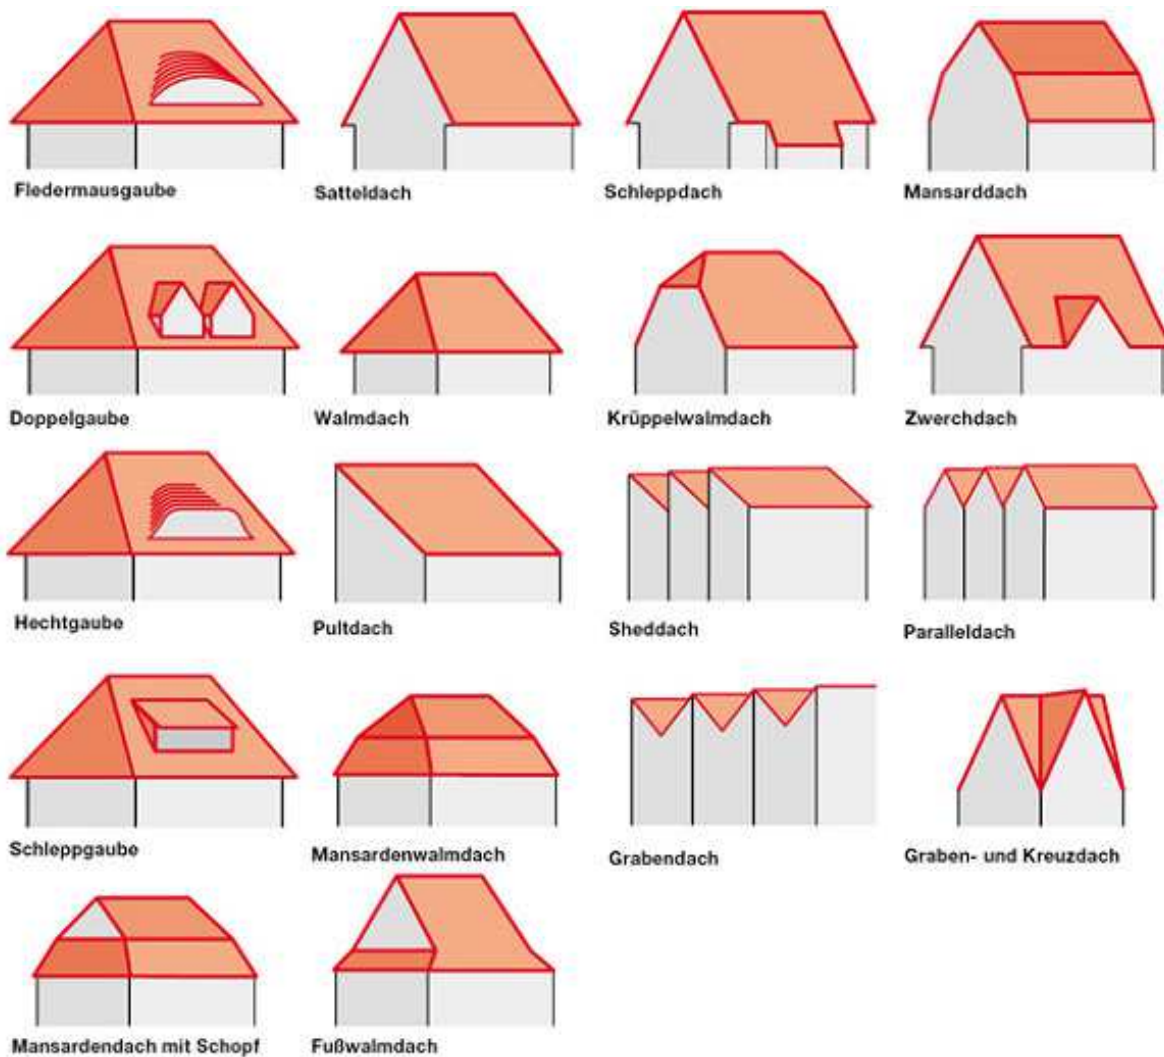 Fledermausgaube
Satteldach
Schleppdach
Mansarddach
Doppelgaube
Walmdach
Krüppelwalmdach
Zwerchdach
Hechtgaube
Pultdach
Sheddach
Paralleldach
Schleppgaube
Mansardenwalmdach
Grabendach
Graben- und Kreuzdach
Mansardendach mit Schopf
Fußwalmdach